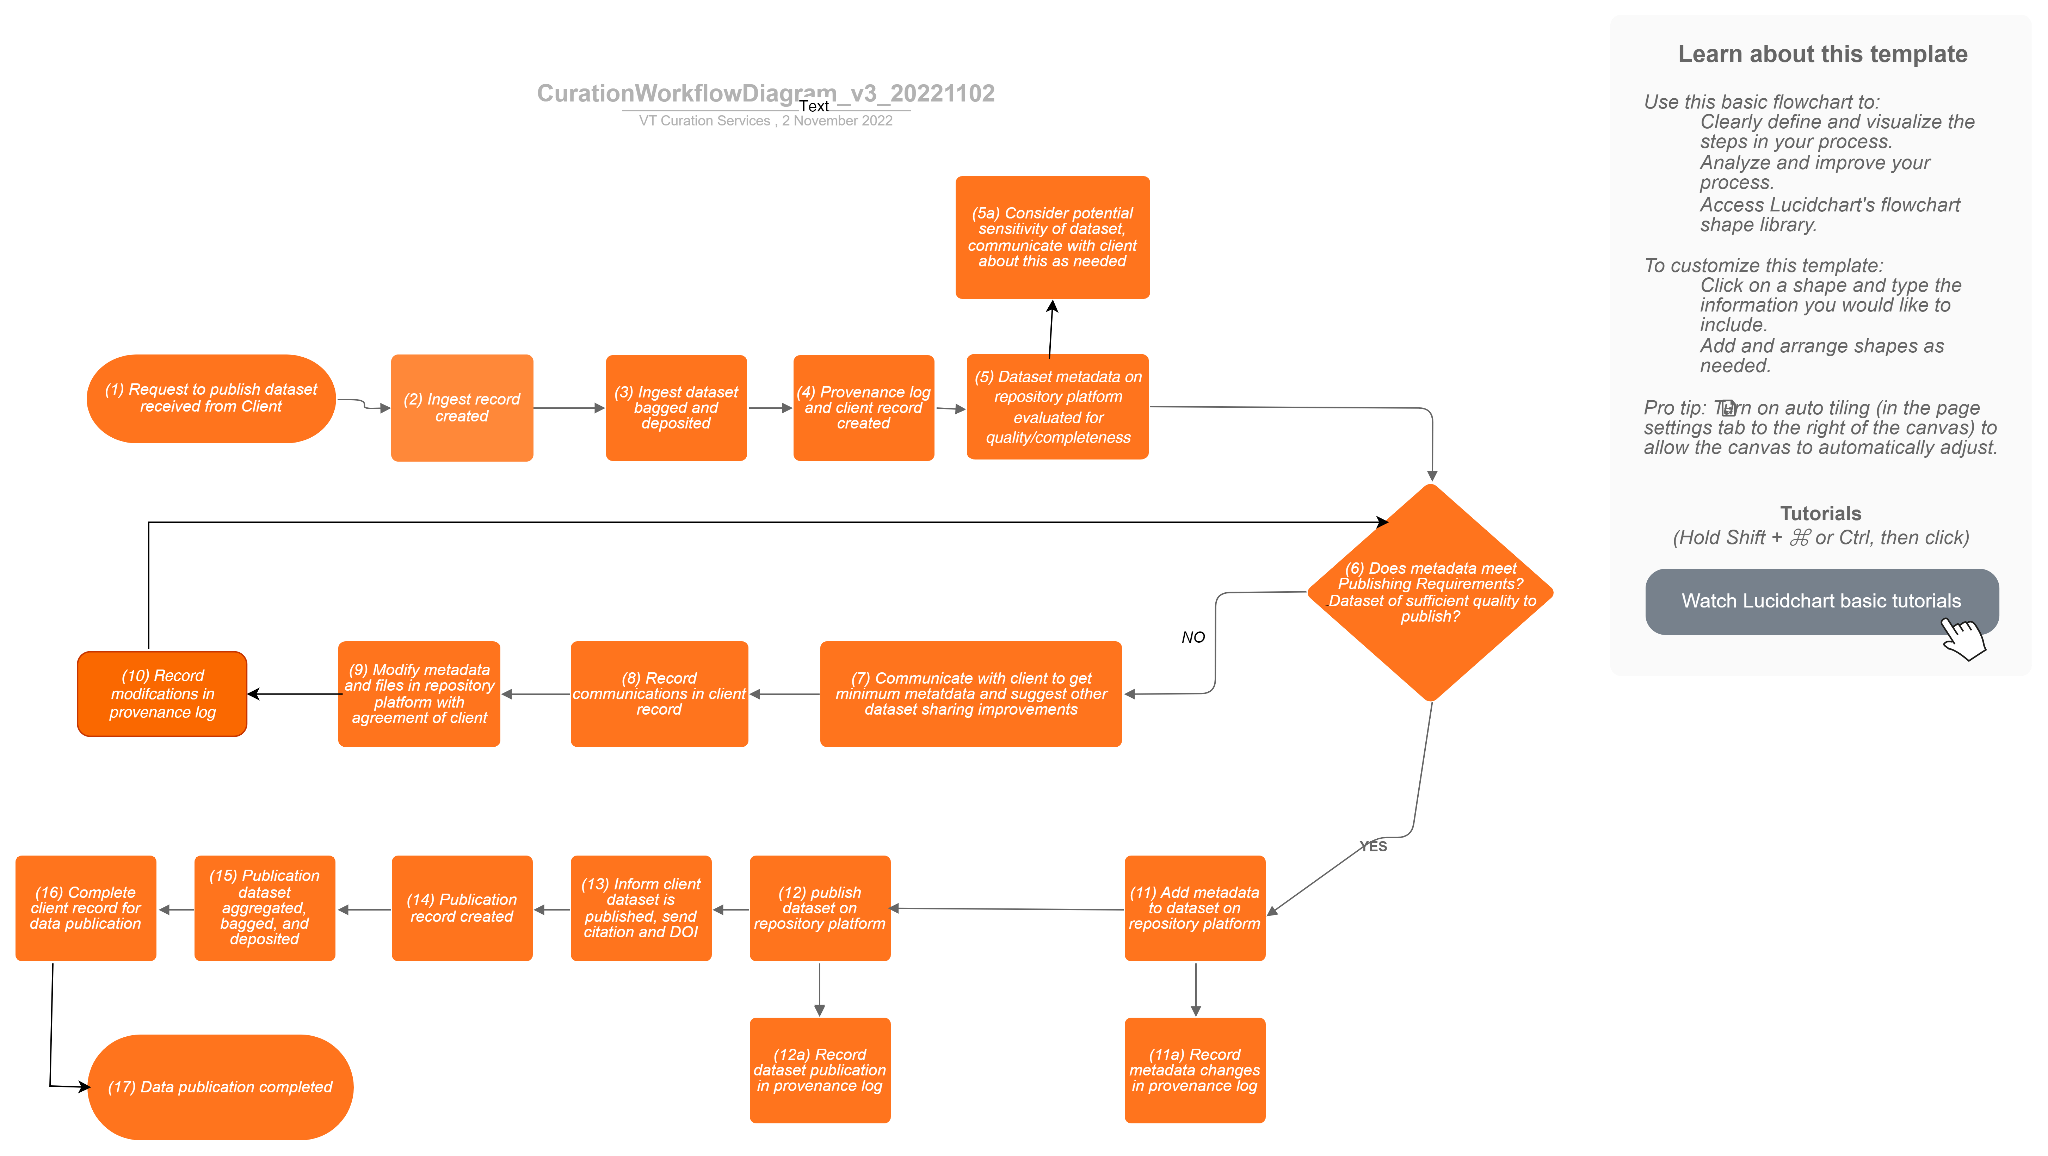 CurationWorkflowDiagram_v3_20221102
Text
VT Curation Services , 2 November 2022
(5a) Consider potential
sensitivity of dataset,
communicate with client
about this as needed
(1) Request to publish dataset
received from Client
(2) Ingest record
created
(3) Ingest dataset
bagged and
deposited
(4) Provenance log
and client record
created
(5) Dataset metadata on
repository platform
evaluated for
quality/completeness
(6) Does metadata meet
Publishing Requirements?
Dataset of sufficient quality to
publish?
NO
(7) Communicate with client to get
minimum metatdata and suggest other
dataset sharing improvements
(8) Record
communications in client
record
(9) Modify metadata
and files in repository
platform with
agreement of client
(10) Record
modifcations in
provenance log
YES
(11) Add metadata
to dataset on
repository platform
(11a) Record
metadata changes
in provenance log
(12) publish
dataset on
repository platform
(12a) Record
dataset publication
in provenance log
(13) Inform client
dataset is
published, send
citation and DOI
(14) Publication
record created
(15) Publication
dataset
aggregated,
bagged, and
deposited
(16) Complete
client record for
data publication
(17) Data publication completed
Learn about this template
Use this basic flowchart to:
Clearly define and visualize the
steps in your process.
Analyze and improve your
process.
Access Lucidchart's flowchart
shape library.
To customize this template:
Click on a shape and type the
information you would like to
include.
Add and arrange shapes as
needed.
Pro tip: Turn on auto tiling (in the page
settings tab to the right of the canvas) to
allow the canvas to automatically adjust.
Tutorials
(Hold Shift + ⌘ or Ctrl, then click)
Watch Lucidchart basic tutorials